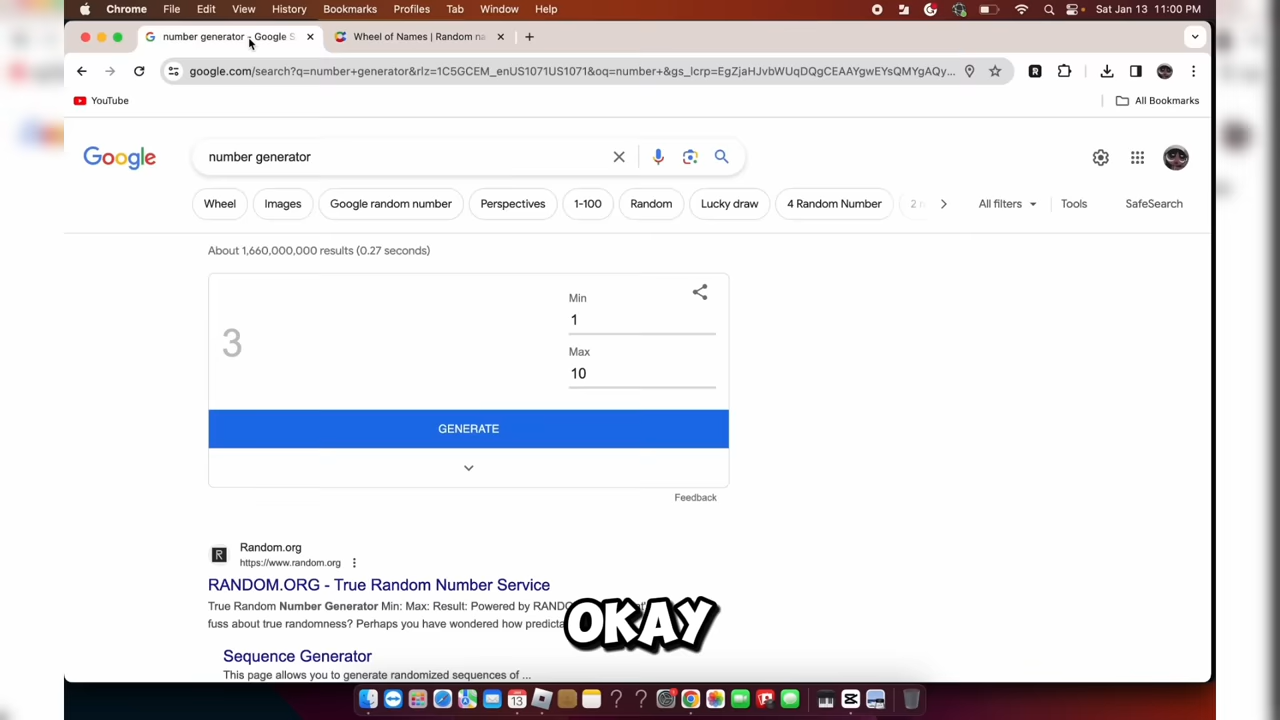 Chrome File Edit View History Bookmarks Profiles Tab Window Help Sat Jan 13 11:00 PM
number generator - Google S Wheel of Names | Random na
google.com/search?q=number+generator&rlz=1C5GCEM_enUS1071US1071&oq=number+&gs_lcrp=EgZjaHJvbWUqDQgCEAAYgwEYsQMYgAQy...
YouTube All Bookmarks
Google number generator
Wheel Images Google random number Perspectives 1-100 Random Lucky draw 4 Random Number All filters Tools SafeSearch
About 1,660,000,000 results (0.27 seconds)
Min
1
3
Max
10
GENERATE
Feedback
Random.org
https://www.random.org
RANDOM.ORG - True Random Number Service
True Random Number Generator Min: Max: Result: Powered by
fuss about true randomness? Perhaps you have wondered how
OKAY
Sequence Generator
This page allows you to generate randomized sequences of ...
13